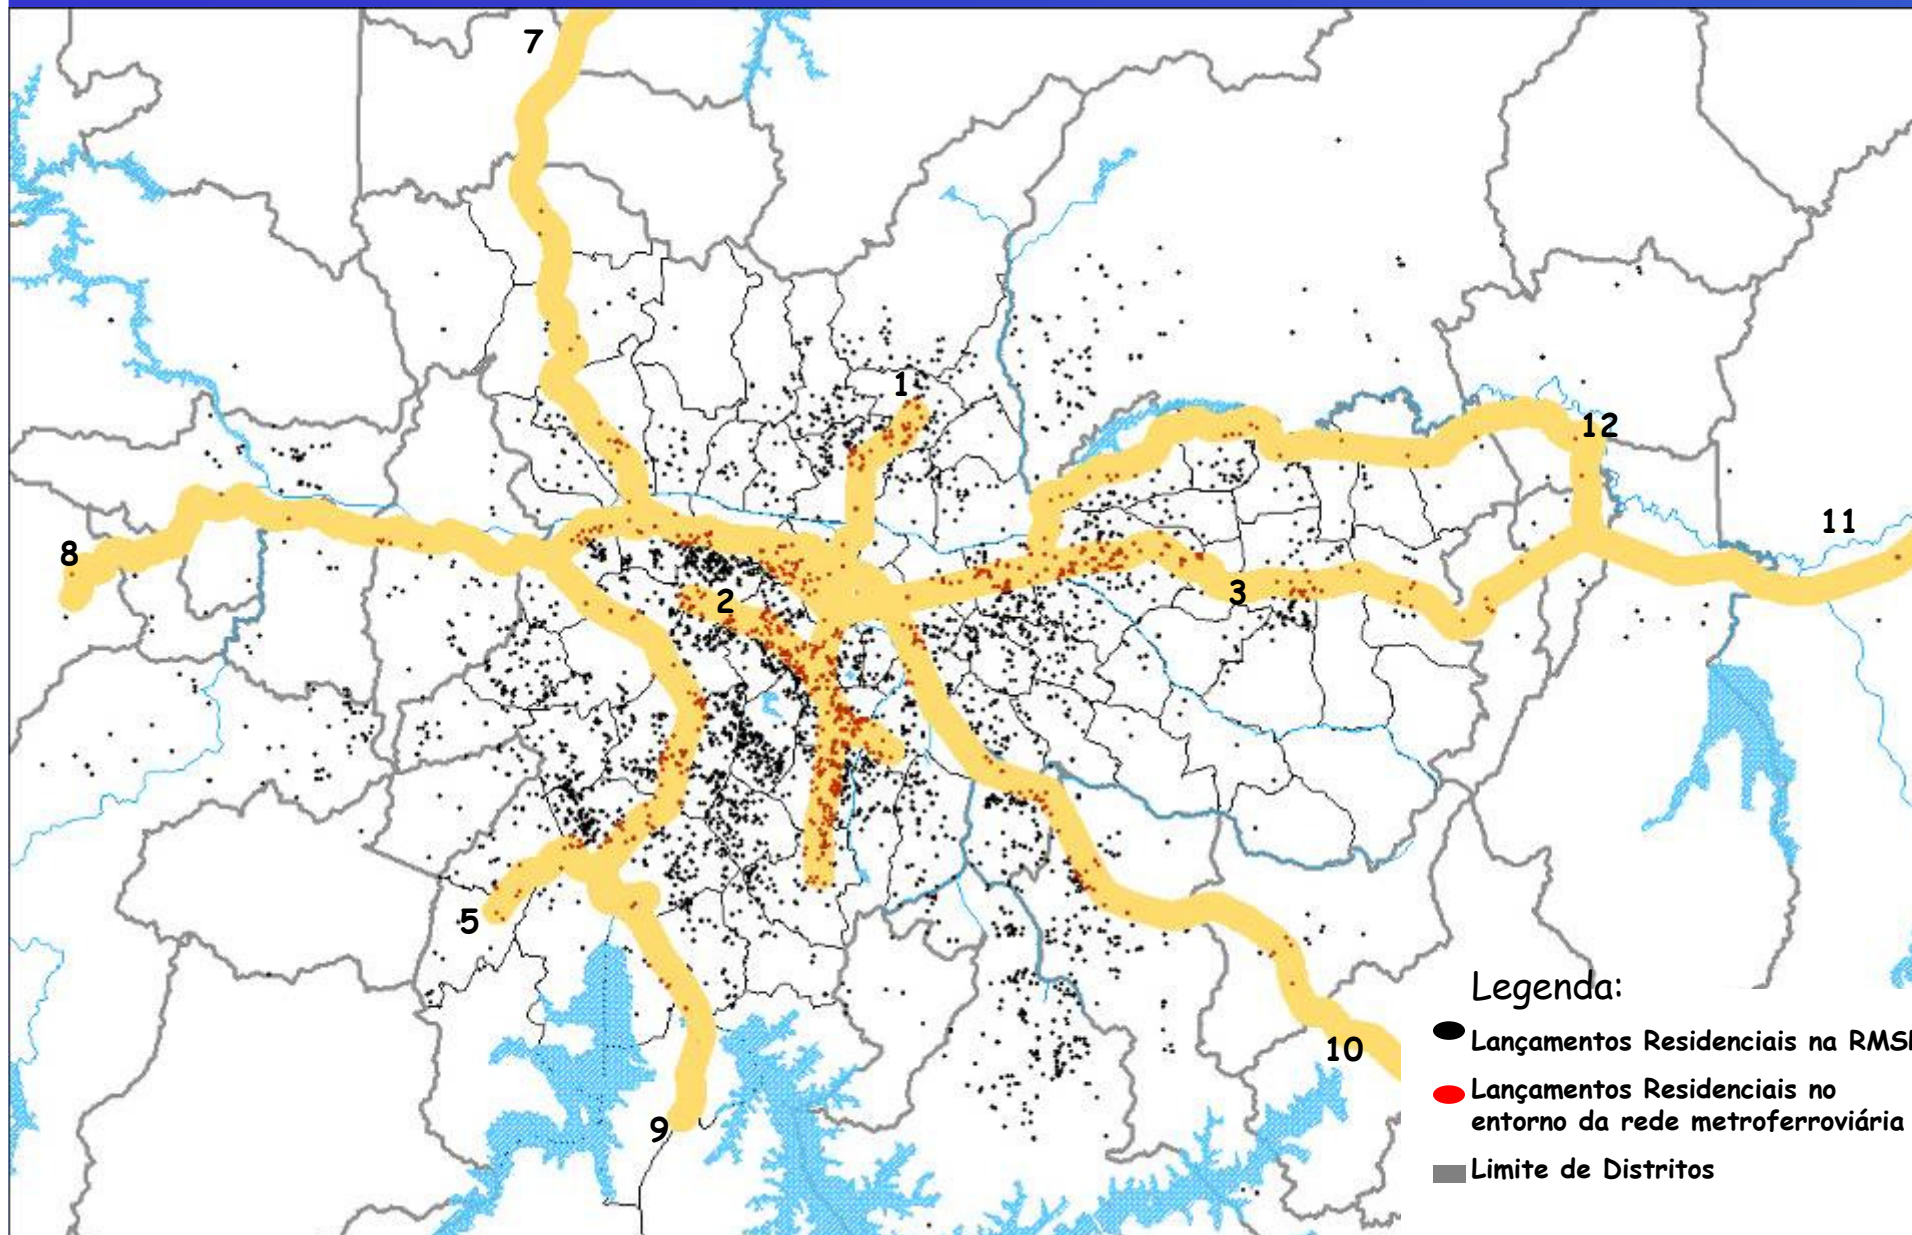 7
1
12
11
8
2
3
5
10
9
Legenda:
Lançamentos Residenciais na RMS
Lançamentos Residenciais no
entorno da rede metroferroviária
Limite de Distritos